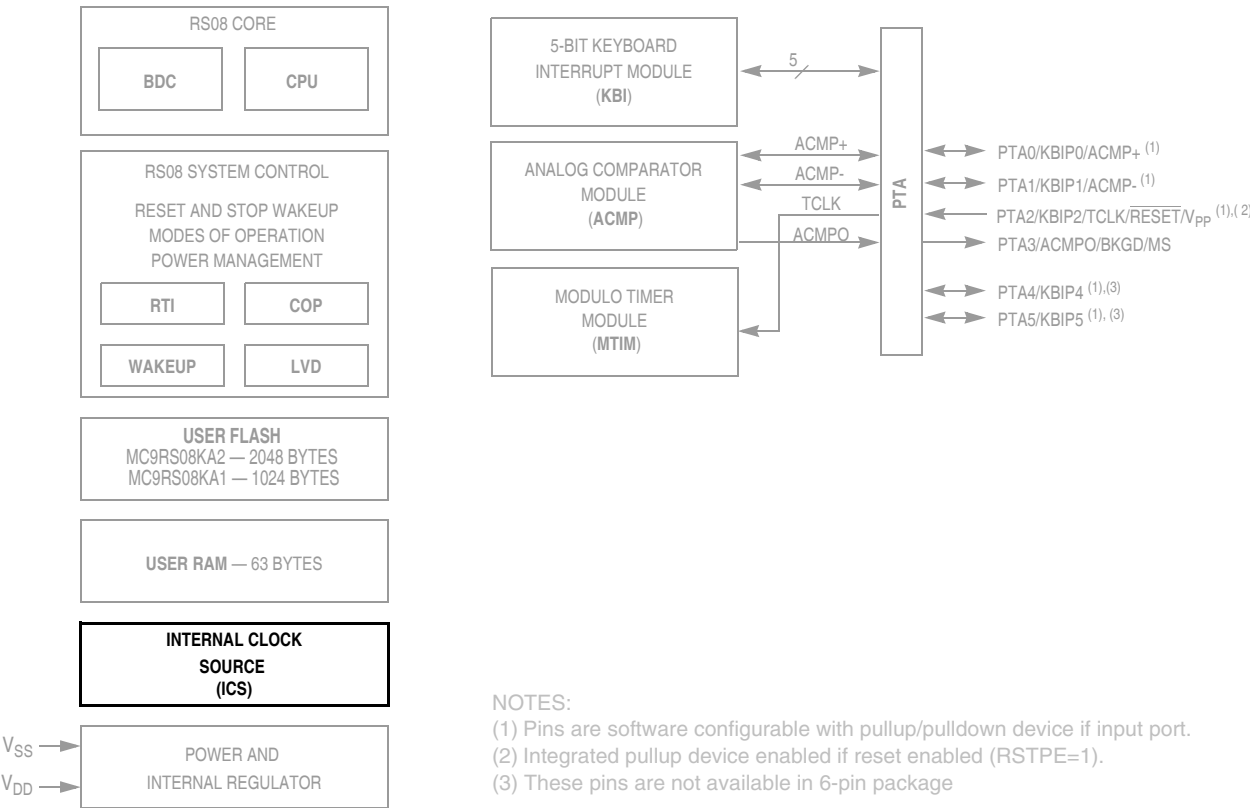 RS08 CORE
BDC
CPU
RS08 SYSTEM CONTROL
RESET AND STOP WAKEUP
MODES OF OPERATION
POWER MANAGEMENT
RTI
COP
WAKEUP
LVD
USER FLASH
MC9RS08KA2 — 2048 BYTES
MC9RS08KA1 — 1024 BYTES
USER RAM — 63 BYTES
INTERNAL CLOCK
SOURCE
(ICS)
VSS
VDD
POWER AND
INTERNAL REGULATOR
5-BIT KEYBOARD
INTERRUPT MODULE
(KBI)
5
ANALOG COMPARATOR
MODULE
(ACMP)
ACMP+
ACMP-
TCLK
ACMPO
MODULO TIMER
MODULE
(MTIM)
PTA
PTA0/KBIP0/ACMP+ (1)
PTA1/KBIP1/ACMP- (1)
PTA2/KBIP2/TCLK/RESET/VPP (1),( 2)
PTA3/ACMPO/BKGD/MS
PTA4/KBIP4 (1),(3)
PTA5/KBIP5 (1), (3)
NOTES:
(1) Pins are software configurable with pullup/pulldown device if input port.
(2) Integrated pullup device enabled if reset enabled (RSTPE=1).
(3) These pins are not available in 6-pin package